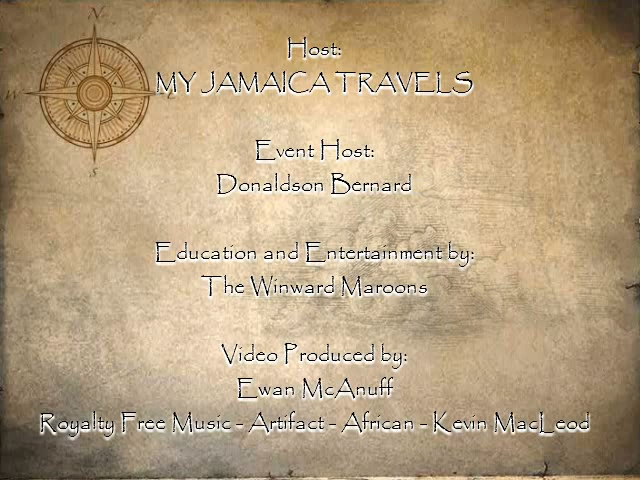 N
W
E
S
Host:
MY JAMAICA TRAVELS
Event Host:
Donaldson Bernard
Education and Entertainment by:
The Winward Maroons
Video Produced by:
Ewan McAnuff
Royalty Free Music - Artifact - African - Kevin MacLeod